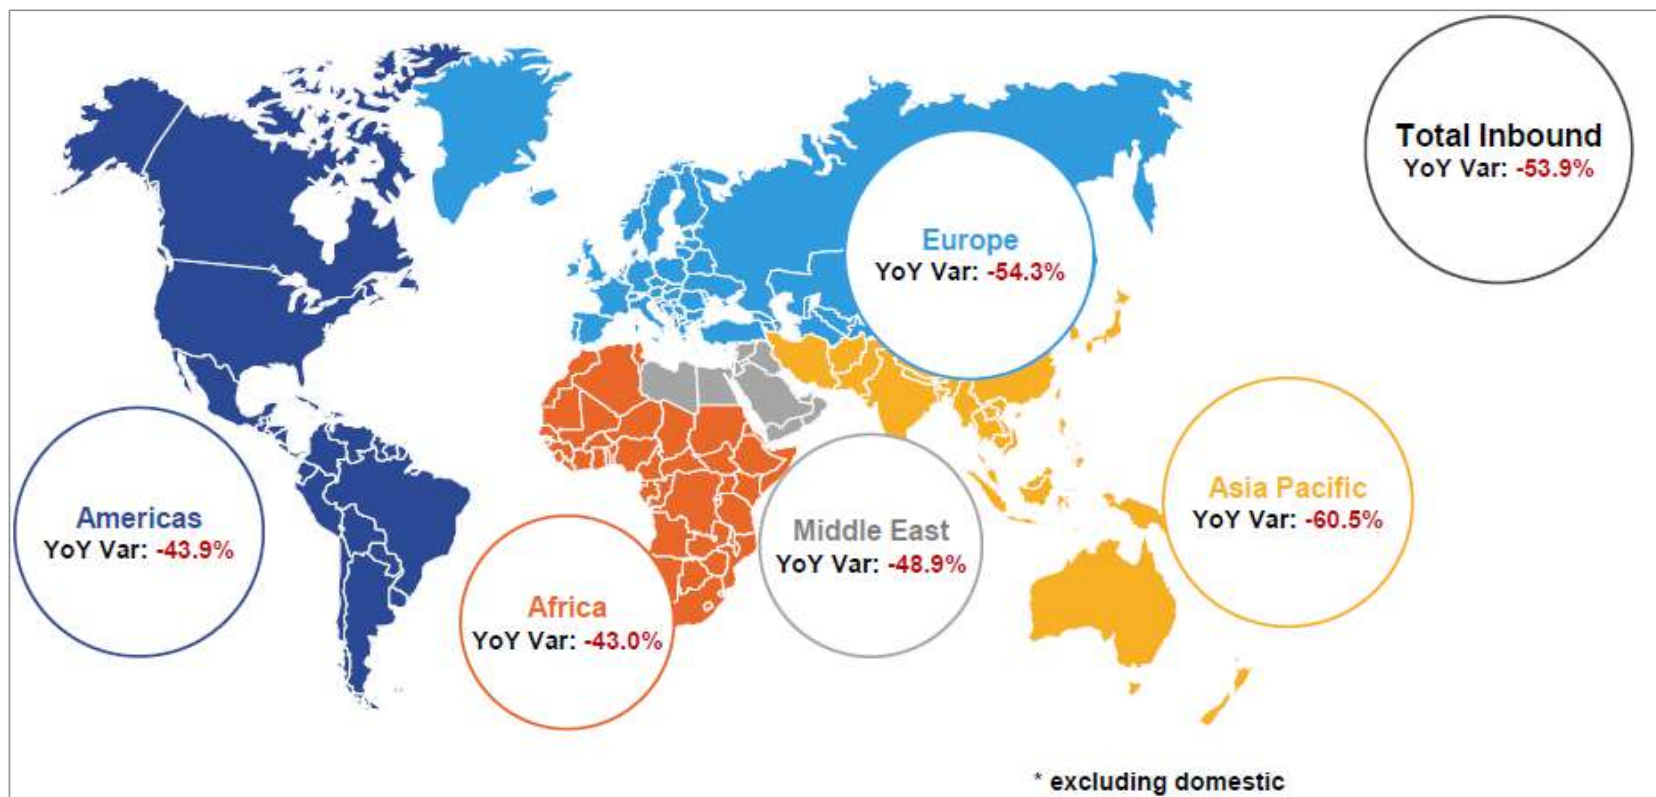 Total Inbound
YoY Var: -53.9%
Europe
YoY Var: -54.3%
Asia Pacific
YoY Var: -60.5%
Americas
YoY Var: -43.9%
Middle East
YoY Var: -48.9%
Africa
YoY Var: -43.0%
* excluding domestic